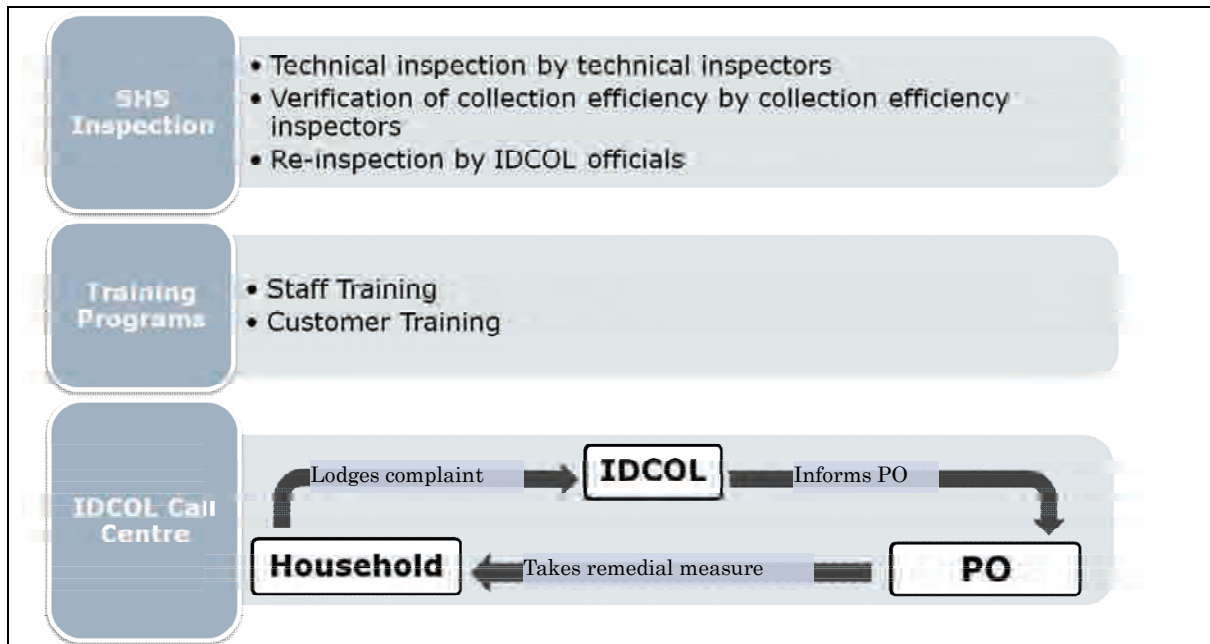 SHS
Inspection
• Technical inspection by technical inspectors
• Verification of collection efficiency by collection efficiency
inspectors
• Re-inspection by IDCOL officials
Training
Programs
• Staff Training
• Customer Training
IDCOL Call
Centre
Lodges complaint
IDCOL
Informs PO
Household
Takes remedial measure
PO